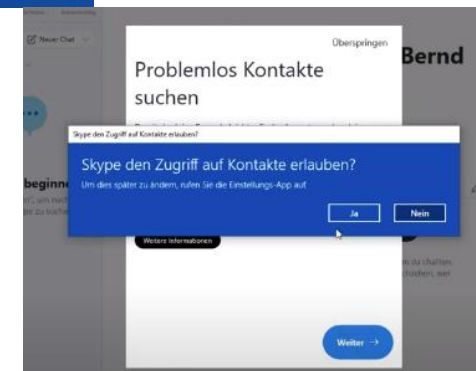 Neuer Chat
Überspringen
Bernd
Problemlos Kontakte
suchen
Skype den Zugriff auf Kontakte erlauben?
Skype den Zugriff auf Kontakte erlauben?
Um dies später zu ändern, rufen Sie die Einstellungs-App auf
Ja
Nein
Weitere Informationen
Weiter →